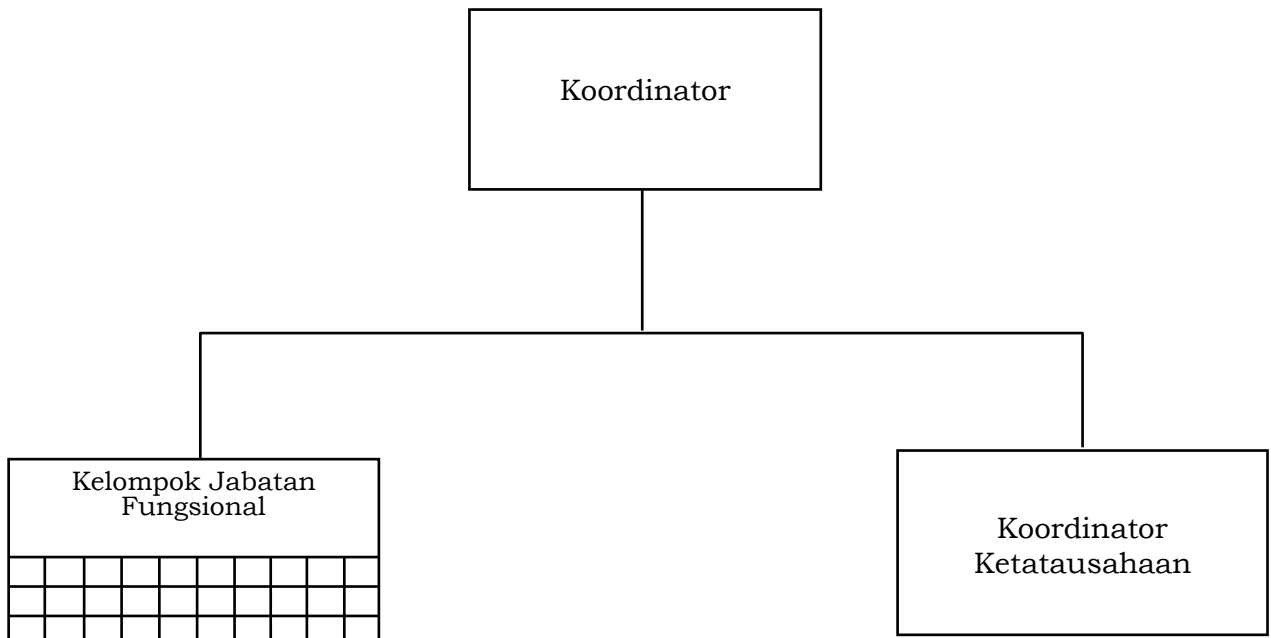 Koordinator
Kelompok Jabatan
Fungsional
Koordinator
Ketatausahaan